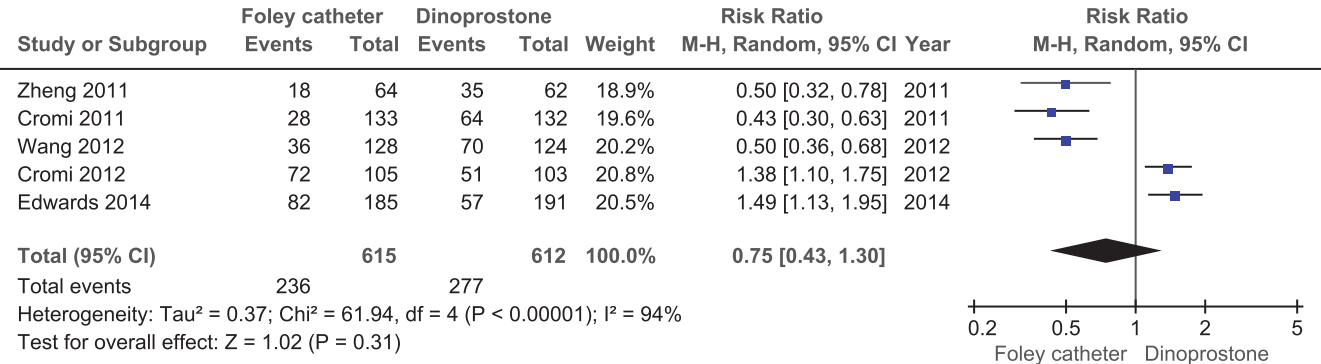 Foley catheter Dinoprostone Risk Ratio Risk Ratio
Study or Subgroup Events Total Events Total Weight M-H, Random, 95% CI Year M-H, Random, 95% CI
Zheng 2011 18 64 35 62 18.9% 0.50 [0.32, 0.78] 2011
Cromi 2011 28 133 64 132 19.6% 0.43 [0.30, 0.63] 2011
Wang 2012 36 128 70 124 20.2% 0.50 [0.36, 0.68] 2012
Cromi 2012 72 105 51 103 20.8% 1.38 [1.10, 1.75] 2012
Edwards 2014 82 185 57 191 20.5% 1.49 [1.13, 1.95] 2014
Total (95% CI) 615 612 100.0% 0.75 [0.43, 1.30]
Total events 236 277
Heterogeneity: Tau² = 0.37; Chi² = 61.94, df = 4 (P < 0.00001); I² = 94%
Test for overall effect: Z = 1.02 (P = 0.31)
0.2 0.5 1 2 5
Foley catheter Dinoprostone